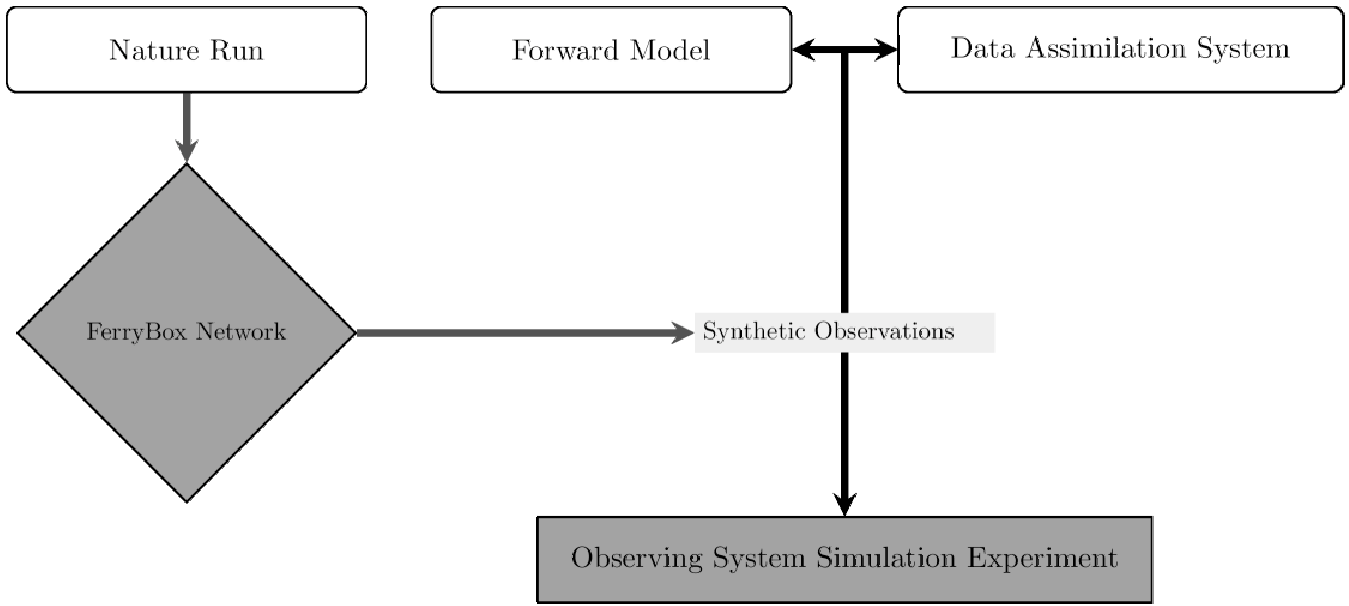 Nature Run
Forward Model
Data Assimilation System
FerryBox Network
Synthetic Observations
Observing System Simulation Experiment